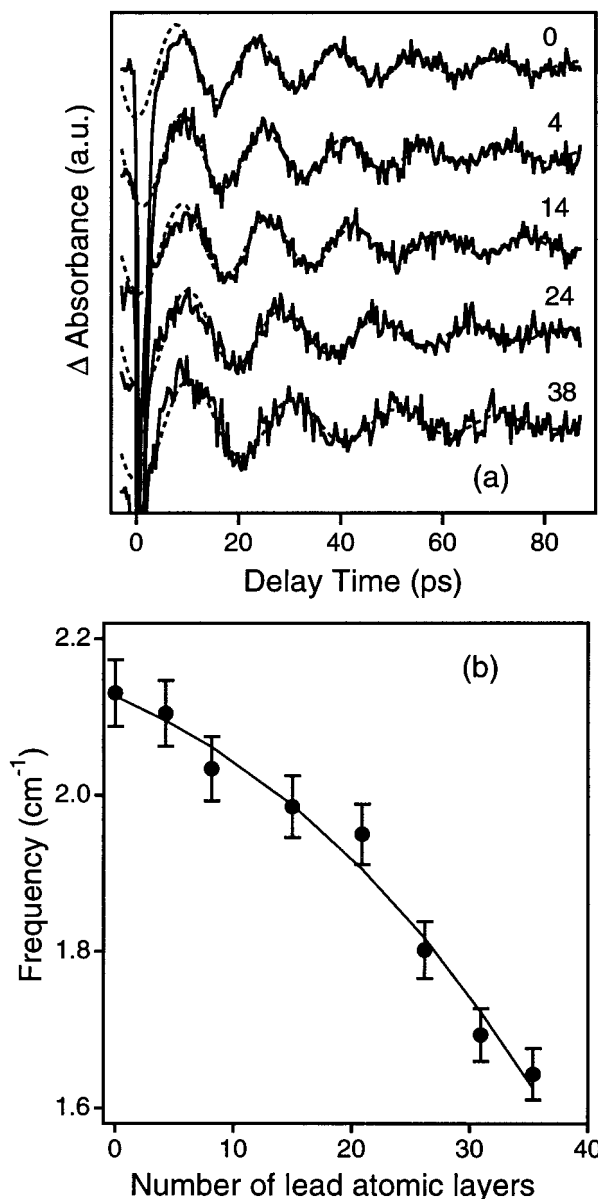 0
4
14
24
38
(a)
Δ Absorbance (a.u.)
0 20 40 60 80
Delay Time (ps)
(b)
2.2
2.0
1.8
1.6
Frequency (cm⁻¹)
0 10 20 30 40
Number of lead atomic layers